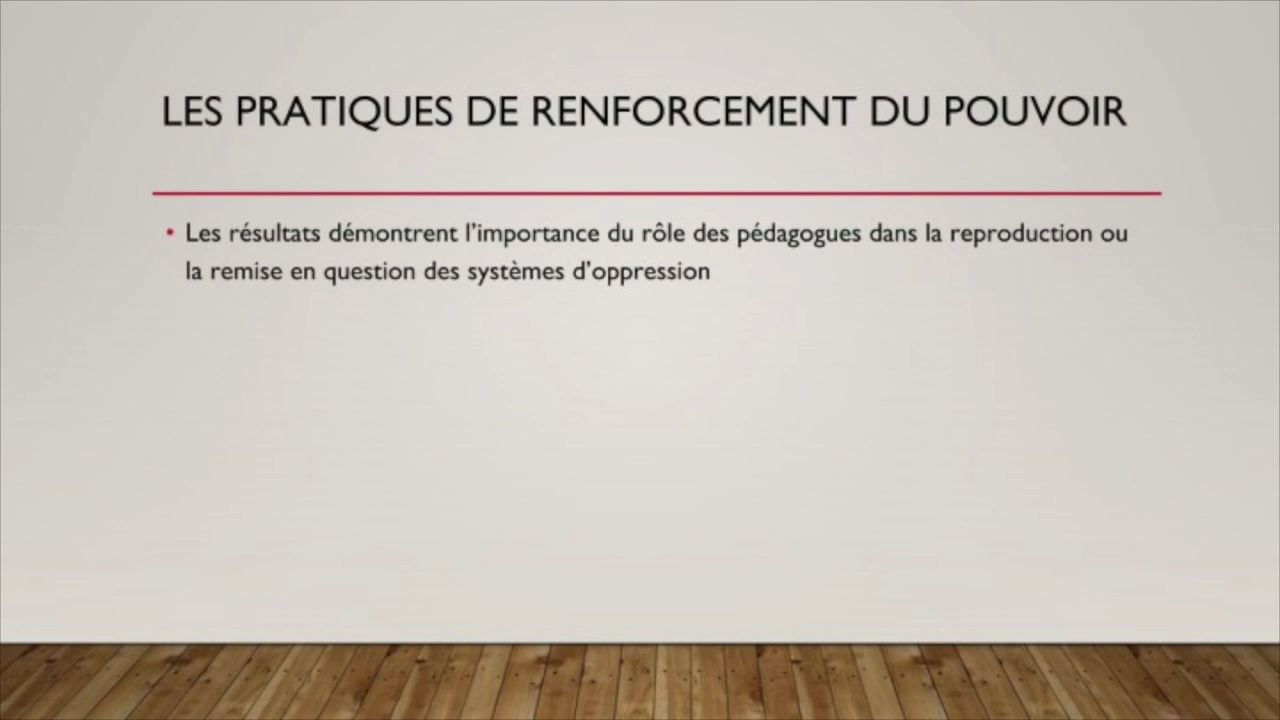 LES PRATIQUES DE RENFORCEMENT DU POUVOIR
• Les résultats démontrent l’importance du rôle des pédagogues dans la reproduction ou
la remise en question des systèmes d’oppression